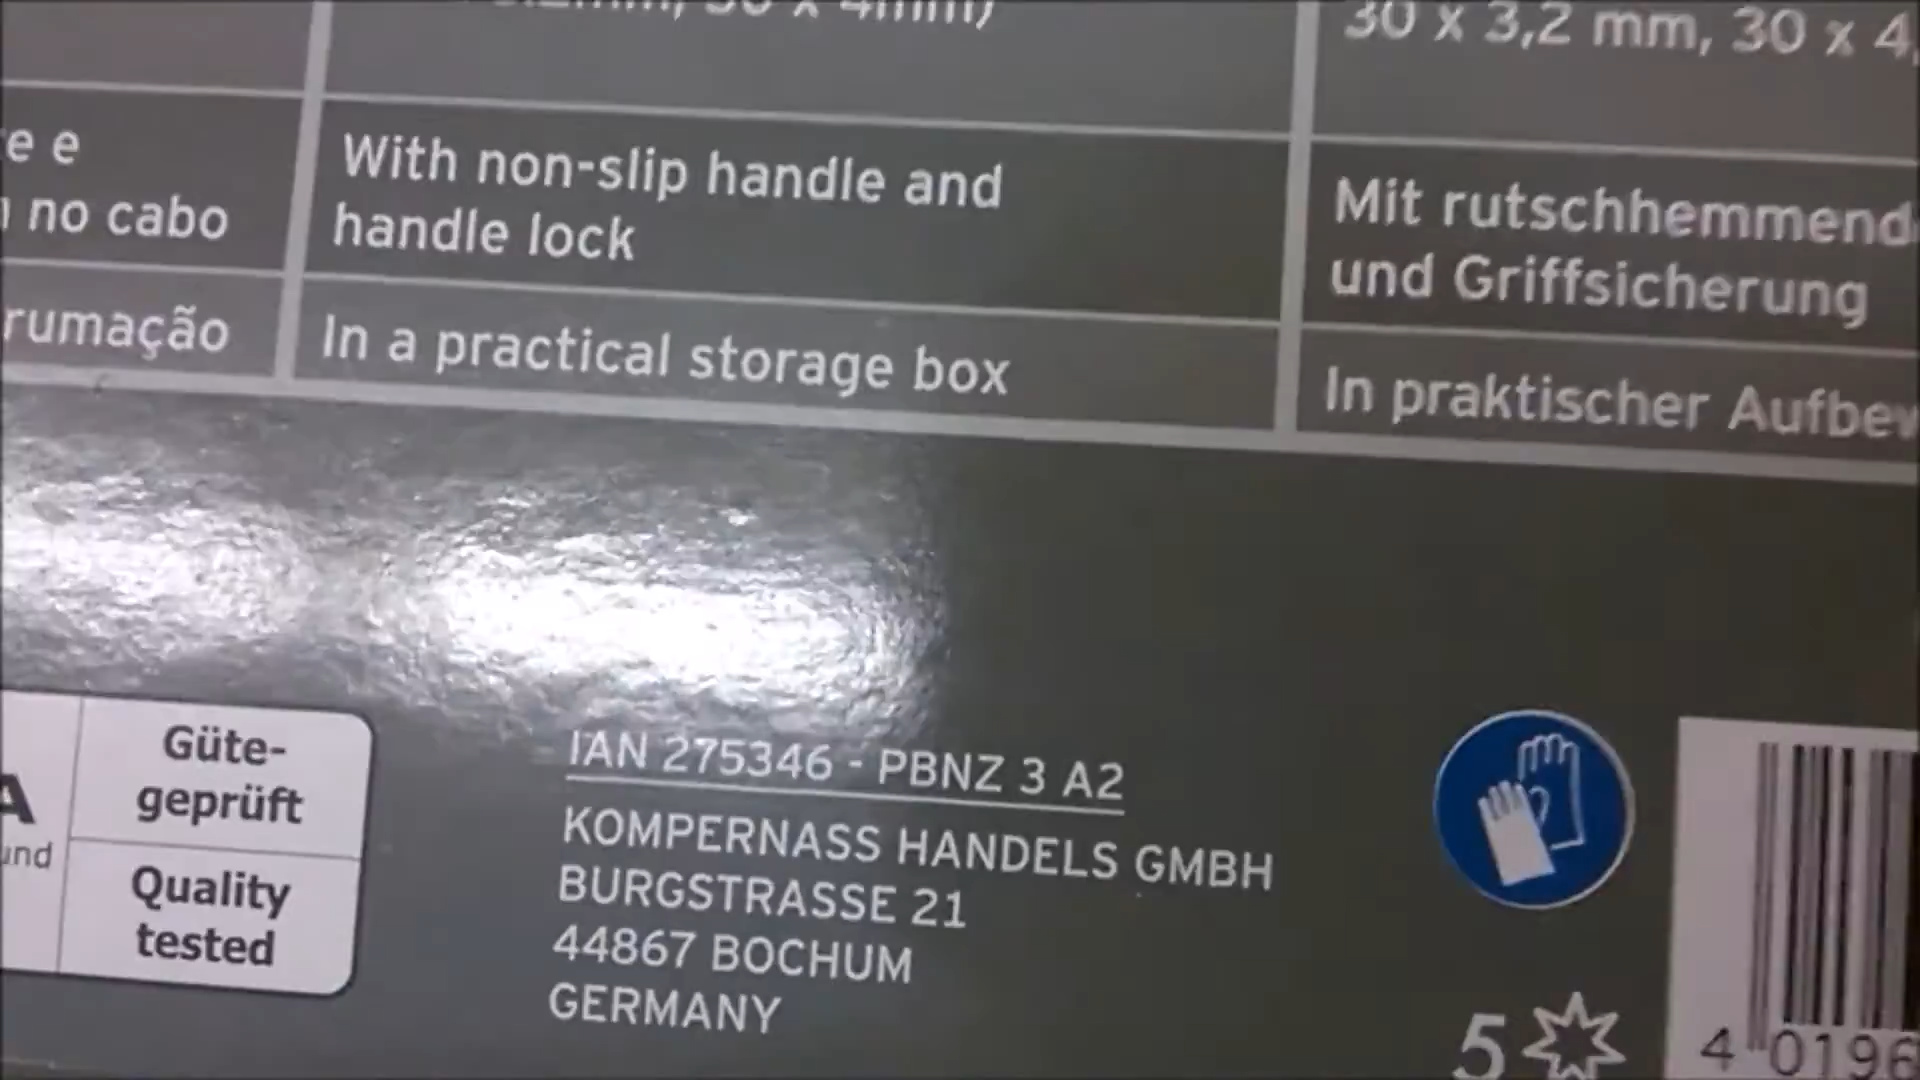 30 x 3,2 mm, 30 x 4,
e e
no cabo
With non-slip handle and
handle lock
Mit rutschhemmend
und Griffsicherung
rumação
In a practical storage box
In praktischer Aufbew
Güte-
geprüft
Quality
tested
A
und
IAN 275346 - PBNZ 3 A2
KOMPERNASS HANDELS GMBH
BURGSTRASSE 21
44867 BOCHUM
GERMANY
5
4 0196